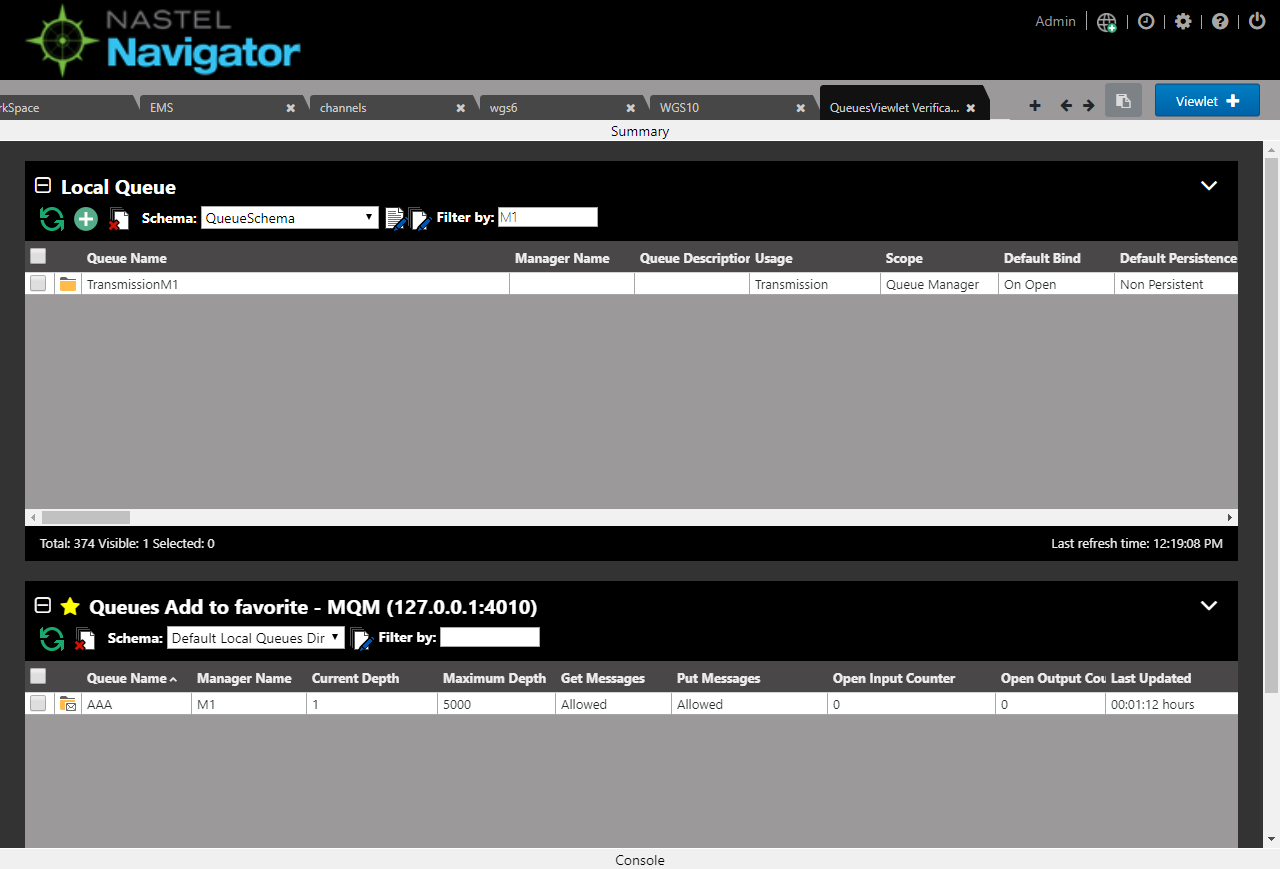 NASTEL
Navigator
Admin
rkSpace
EMS
channels
wgs6
WGS10
QueuesViewlet Verifica...
Viewlet
Summary
Local Queue
Schema: QueueSchema Filter by: M1
Queue Name Manager Name Queue Description Usage Scope Default Bind Default Persistence
TransmissionM1 Transmission Queue Manager On Open Non Persistent
Total: 374 Visible: 1 Selected: 0 Last refresh time: 12:19:08 PM
Queues Add to favorite - MQM (127.0.0.1:4010)
Schema: Default Local Queues Dir Filter by:
Queue Name Manager Name Current Depth Maximum Depth Get Messages Put Messages Open Input Counter Open Output Cou Last Updated
AAA M1 1 5000 Allowed Allowed 0 0 00:01:12 hours
Console